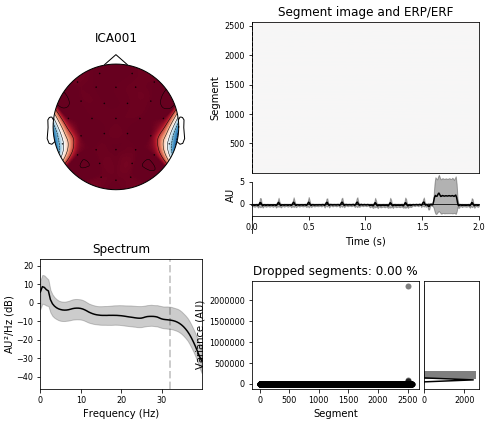 ICA001
Segment image and ERP/ERF
2500
2000
1500
1000
500
Segment
5
0
AU
0.0 0.5 1.0 1.5 2.0
Time (s)
Spectrum
20
10
0
−10
−20
−30
−40
AU²/Hz (dB)
0 10 20 30
Frequency (Hz)
Dropped segments: 0.00 %
2000000
1500000
1000000
500000
0
Variance (AU)
0 500 1000 1500 2000 2500
Segment
0 2000